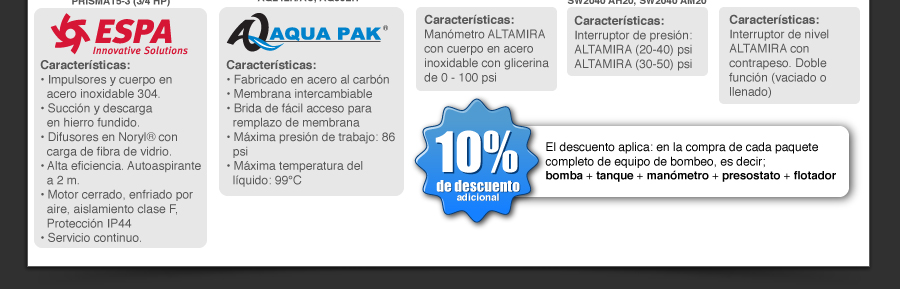 PRISMA15-3 (3/4 HP)
ESPA®
Innovative Solutions
Características:
• Impulsores y cuerpo en
acero inoxidable 304.
• Succión y descarga
en hierro fundido.
• Difusores en Noryl® con
carga de fibra de vidrio.
• Alta eficiencia. Autoaspirante
a 2 m.
• Motor cerrado, enfriado por
aire, aislamiento clase F,
Protección IP44
• Servicio continuo.
AQUA PAK®
Características:
• Fabricado en acero al carbón
• Membrana intercambiable
• Brida de fácil acceso para
remplazo de membrana
• Máxima presión de trabajo: 86
psi
• Máxima temperatura del
líquido: 99°C
Características:
Manómetro ALTAMIRA
con cuerpo en acero
inoxidable con glicerina
de 0 - 100 psi
SW2040 AH20, SW2040 AM20
Características:
Interruptor de presión:
ALTAMIRA (20-40) psi
ALTAMIRA (30-50) psi
Características:
Interruptor de nivel
ALTAMIRA con
contrapeso. Doble
función (vaciado o
llenado)
10%
de descuento
adicional
El descuento aplica: en la compra de cada paquete
completo de equipo de bombeo, es decir;
bomba + tanque + manómetro + presostato + flotador